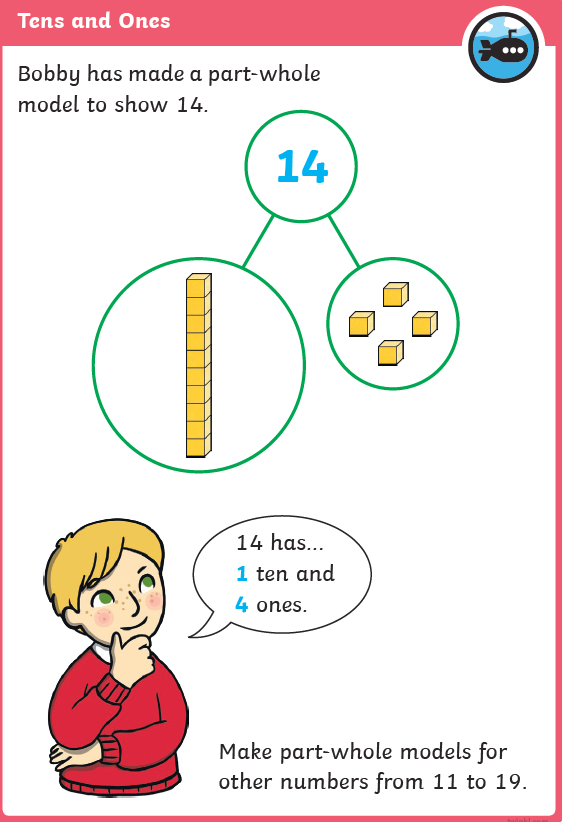 Tens and Ones
Bobby has made a part-whole
model to show 14.
14
14 has...
1 ten and
4 ones.
Make part-whole models for
other numbers from 11 to 19.